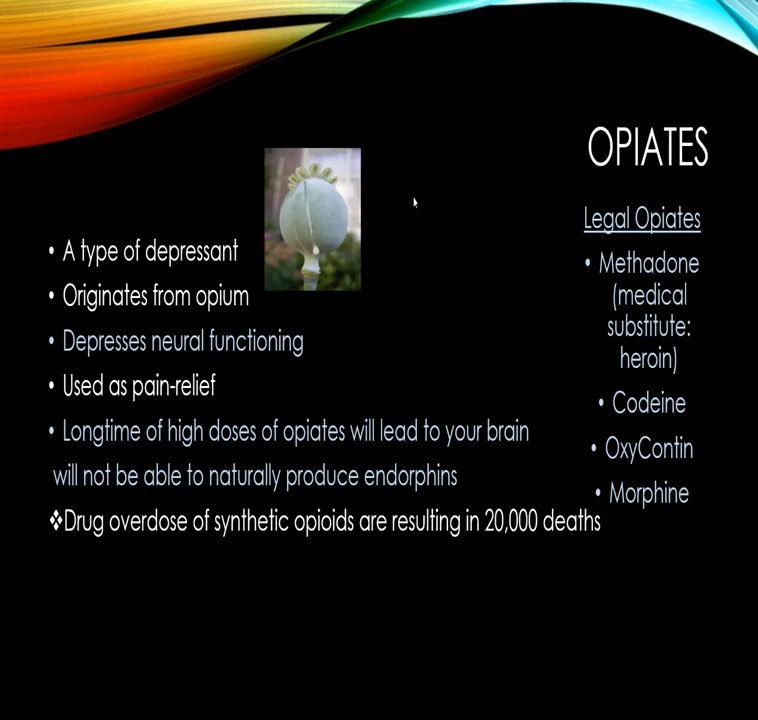 OPIATES
• A type of depressant
• Originates from opium
• Depresses neural functioning
• Used as pain-relief
• Longtime of high doses of opiates will lead to your brain
will not be able to naturally produce endorphins
❖Drug overdose of synthetic opioids are resulting in 20,000 deaths
Legal Opiates
• Methadone
(medical
substitute:
heroin)
• Codeine
• OxyContin
• Morphine